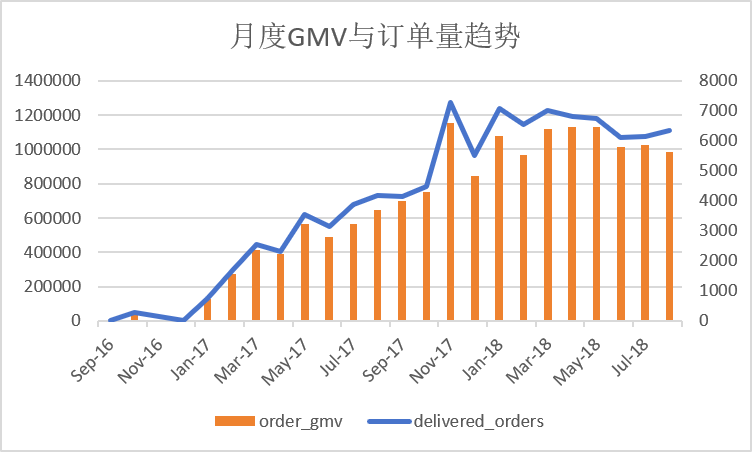 月度GMV与订单量趋势
1400000
1200000
1000000
800000
600000
400000
200000
0
8000
7000
6000
5000
4000
3000
2000
1000
0
Sep-16
Nov-16
Jan-17
Mar-17
May-17
Jul-17
Sep-17
Nov-17
Jan-18
Mar-18
May-18
Jul-18
order_gmv
delivered_orders